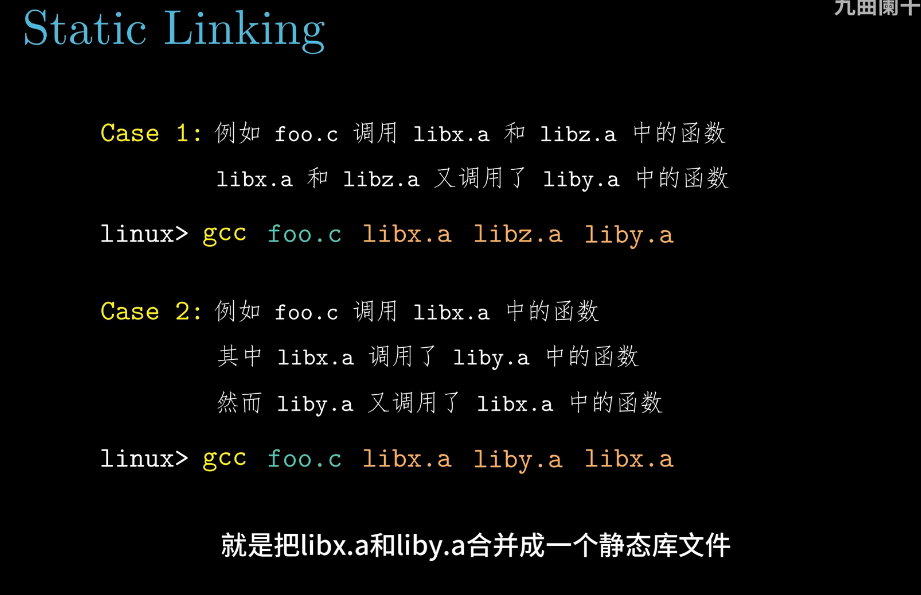 九曲阑干
Static Linking
Case 1: 例如 foo.c 调用 libx.a 和 libz.a 中的函数
libx.a 和 libz.a 又调用了 liby.a 中的函数
linux> gcc foo.c libx.a libz.a liby.a
Case 2: 例如 foo.c 调用 libx.a 中的函数
其中 libx.a 调用了 liby.a 中的函数
然而 liby.a 又调用了 libx.a 中的函数
linux> gcc foo.c libx.a liby.a libx.a
就是把libx.a和liby.a合并成一个静态库文件